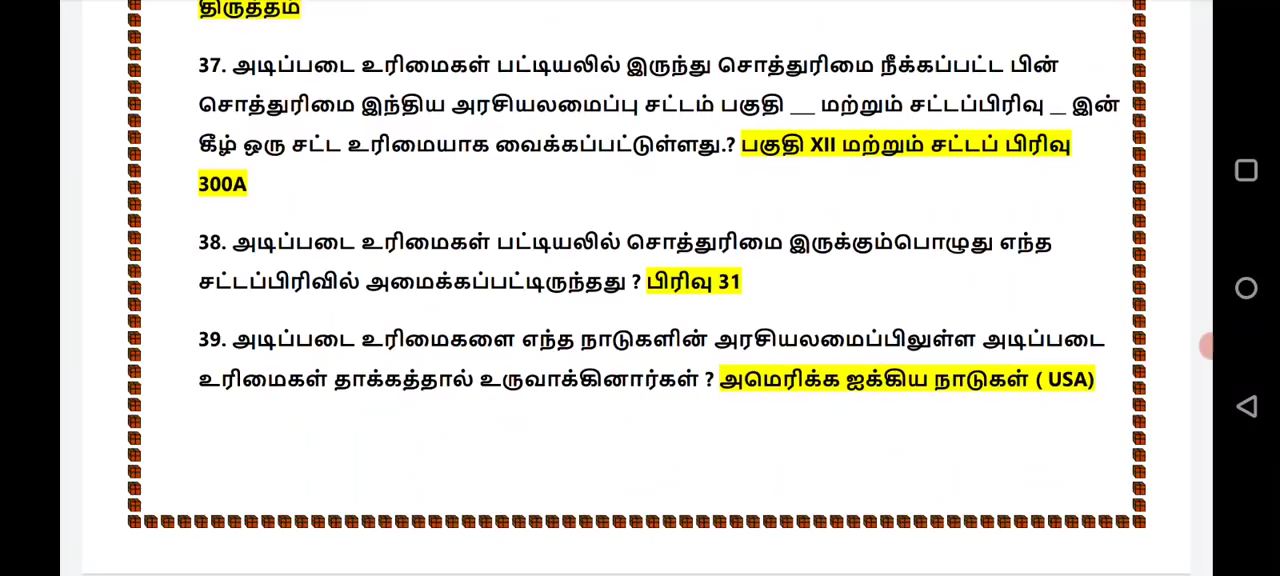 திருத்தம்
37. அடிப்படை உரிமைகள் பட்டியலில் இருந்து சொத்துரிமை நீக்கப்பட்ட பின்
சொத்துரிமை இந்திய அரசியலமைப்பு சட்டம் பகுதி __ மற்றும் சட்டப்பிரிவு _ இன்
கீழ் ஒரு சட்ட உரிமையாக வைக்கப்பட்டுள்ளது.? பகுதி XII மற்றும் சட்டப் பிரிவு
300A
38. அடிப்படை உரிமைகள் பட்டியலில் சொத்துரிமை இருக்கும்பொழுது எந்த
சட்டப்பிரிவில் அமைக்கப்பட்டிருந்தது ? பிரிவு 31
39. அடிப்படை உரிமைகளை எந்த நாடுகளின் அரசியலமைப்பிலுள்ள அடிப்படை
உரிமைகள் தாக்கத்தால் உருவாக்கினார்கள் ? அமெரிக்க ஐக்கிய நாடுகள் ( USA)